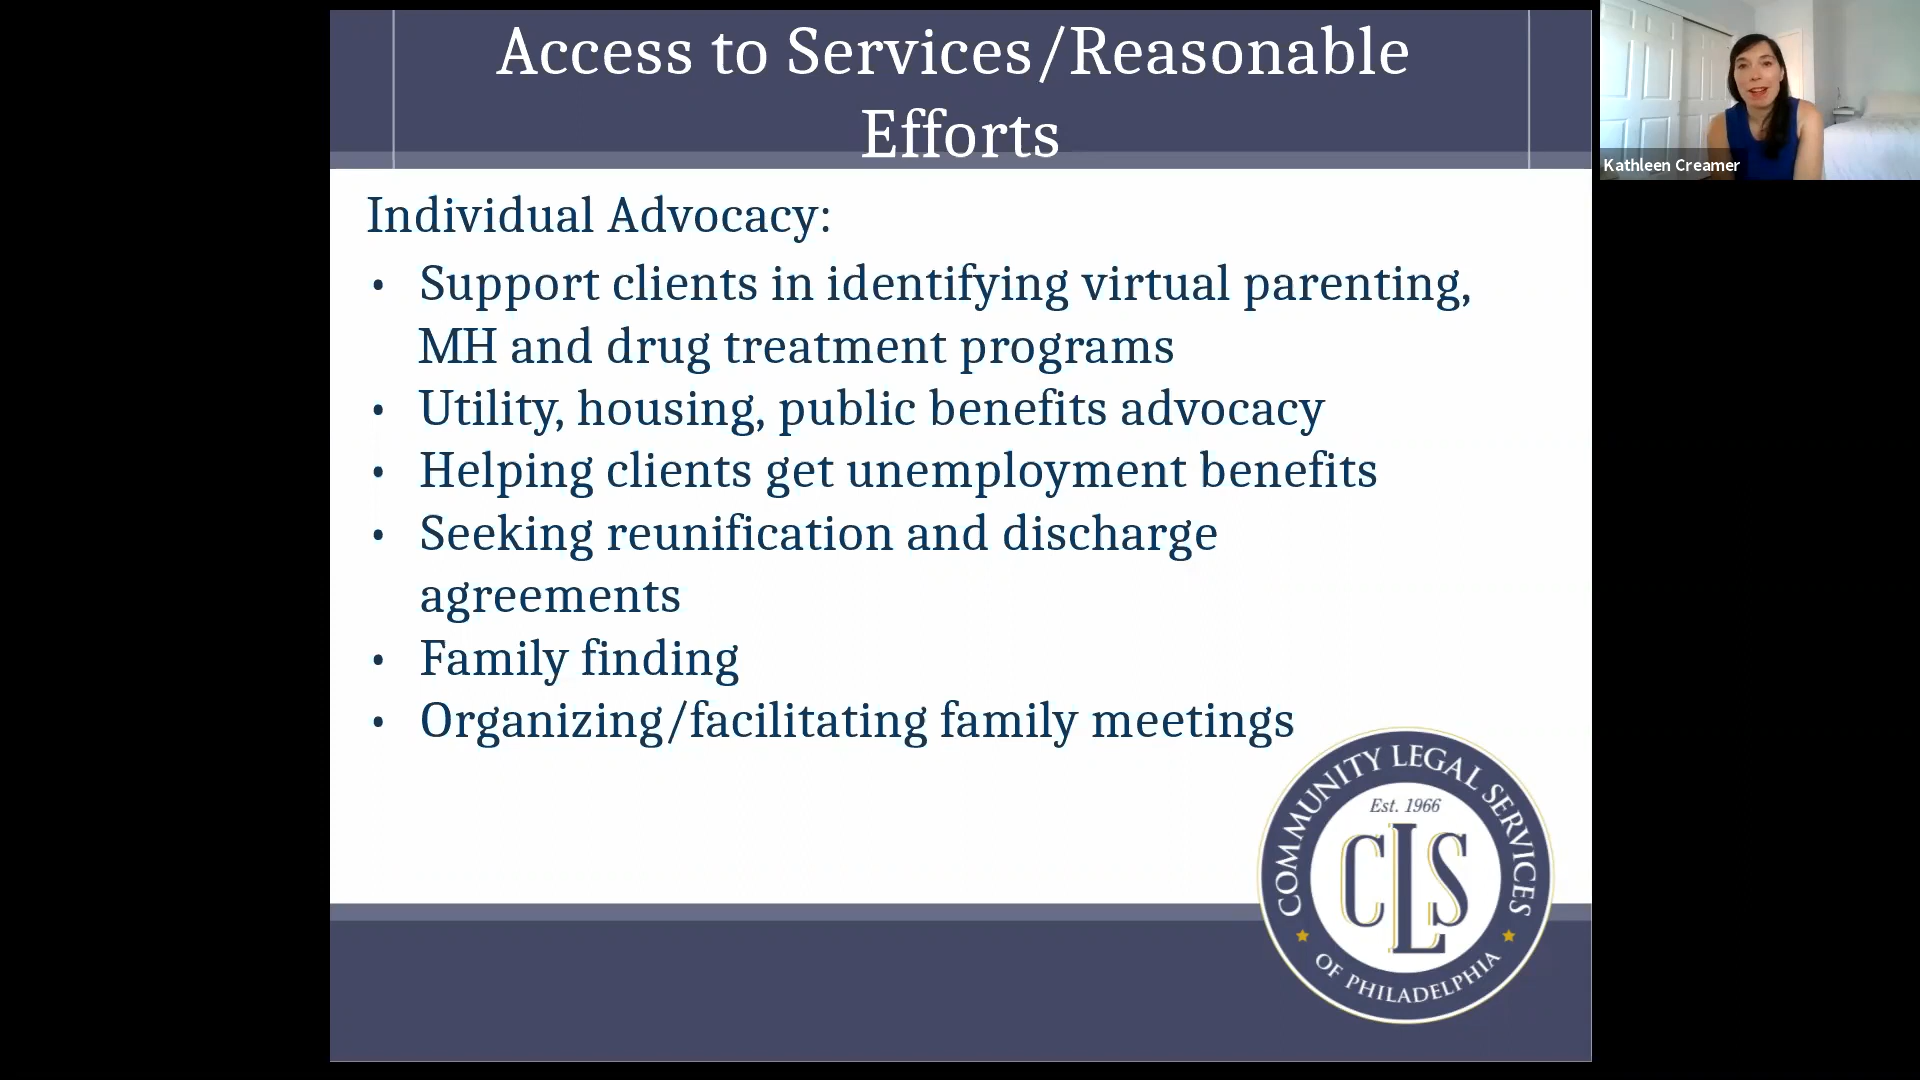 Access to Services/Reasonable
Efforts
Kathleen Creamer
Individual Advocacy:
• Support clients in identifying virtual parenting,
MH and drug treatment programs
• Utility, housing, public benefits advocacy
• Helping clients get unemployment benefits
• Seeking reunification and discharge
agreements
• Family finding
• Organizing/facilitating family meetings
COMMUNITY LEGAL SERVICES
Est. 1966
CLS
OF PHILADELPHIA